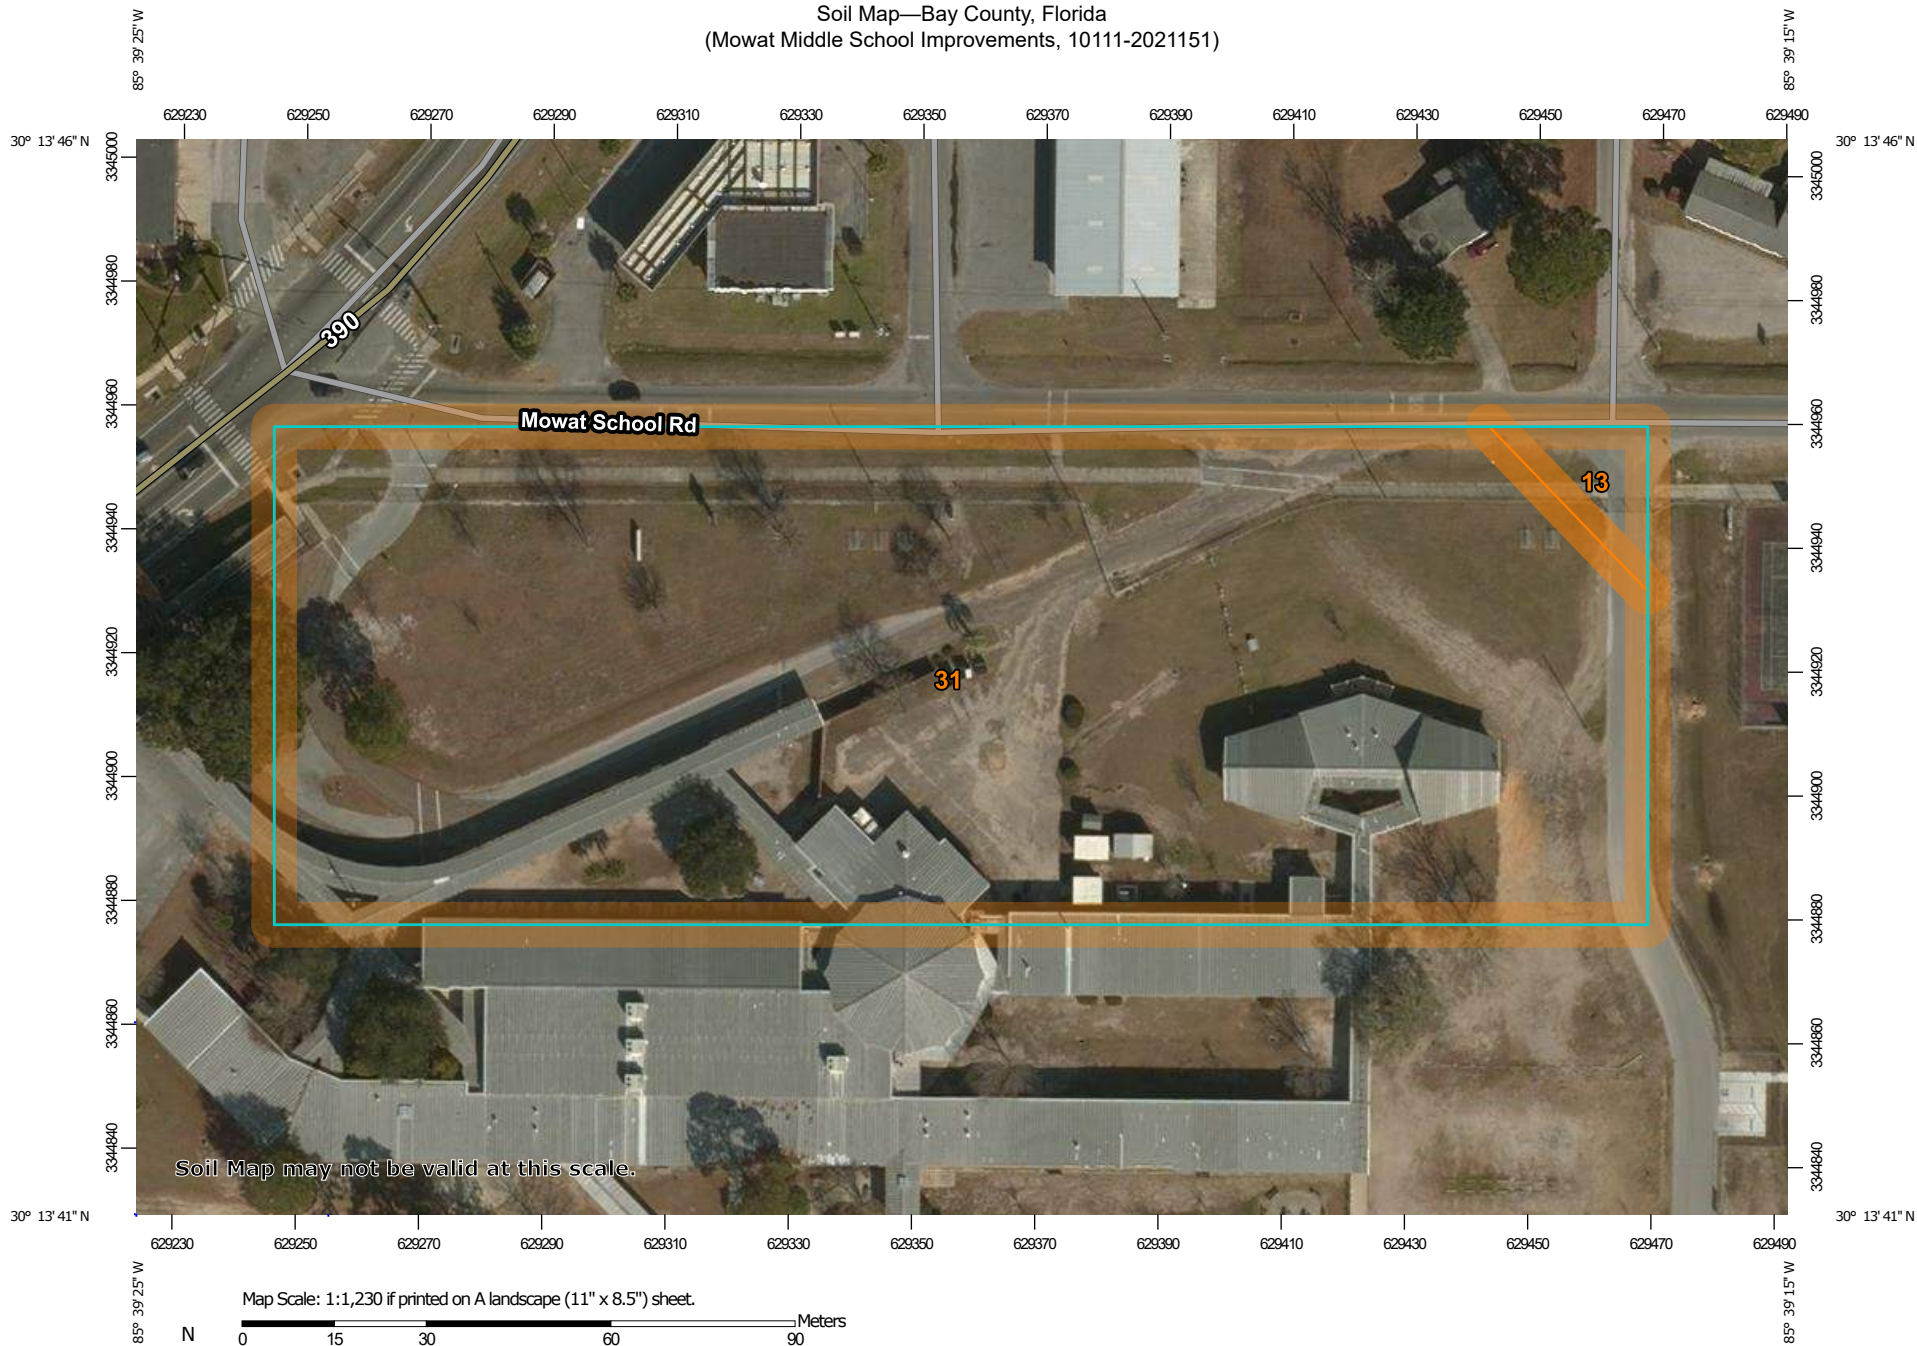 Soil Map—Bay County, Florida
(Mowat Middle School Improvements, 10111-2021151)
85° 39' 25'' W
85° 39' 15'' W
629230 629250 629270 629290 629310 629330 629350 629370 629390 629410 629430 629450 629470 629490
30° 13' 46'' N
30° 13' 46'' N
3345000
3345000
3344980
3344980
390
3344960
3344960
Mowat School Rd
13
3344940
3344940
3344920
3344920
31
3344900
3344900
3344880
3344880
3344860
3344860
3344840
3344840
Soil Map may not be valid at this scale.
30° 13' 41'' N
30° 13' 41'' N
629230 629250 629270 629290 629310 629330 629350 629370 629390 629410 629430 629450 629470 629490
85° 39' 25'' W
85° 39' 15'' W
Map Scale: 1:1,230 if printed on A landscape (11" x 8.5") sheet.
Meters
N
0 15 30 60 90